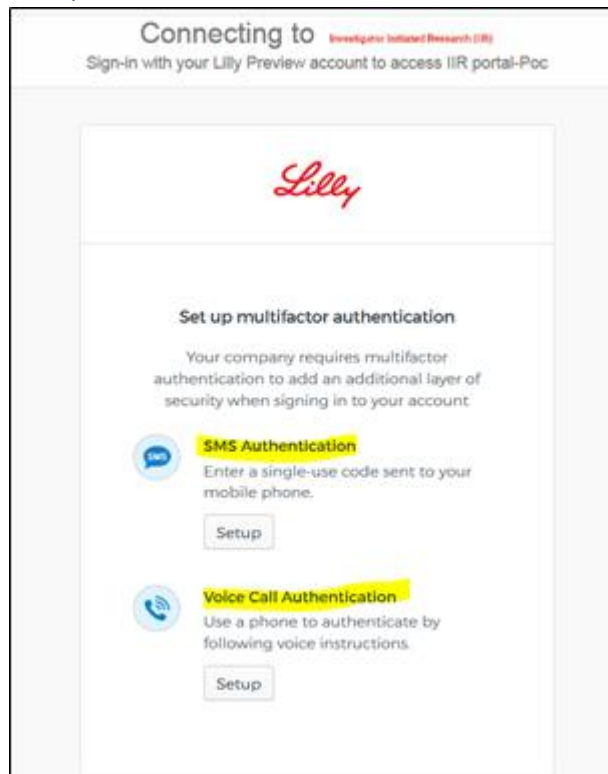 Connecting to Investigator Initiated Research (IIR)
Sign-in with your Lilly Preview account to access IIR portal-Poc
Lilly
Set up multifactor authentication
Your company requires multifactor
authentication to add an additional layer of
security when signing in to your account
SMS
SMS Authentication
Enter a single-use code sent to your
mobile phone.
Setup
Voice Call Authentication
Use a phone to authenticate by
following voice instructions.
Setup